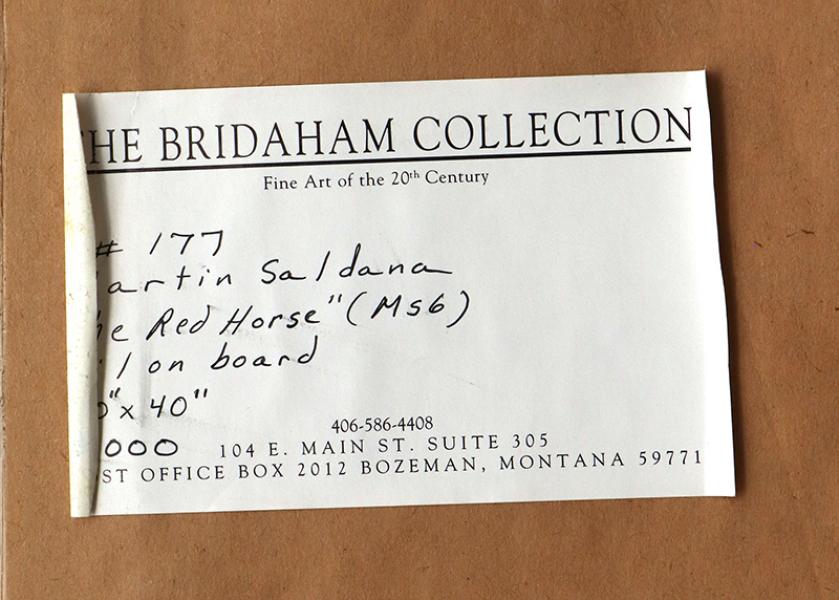 HE BRIDAHAM COLLECTION
Fine Art of the 20th Century
# 177
artin Saldana
e Red Horse" (MS6)
l on board
0" x 40"
000
406-586-4408
104 E. MAIN ST. SUITE 305
ST OFFICE BOX 2012 BOZEMAN, MONTANA 59771